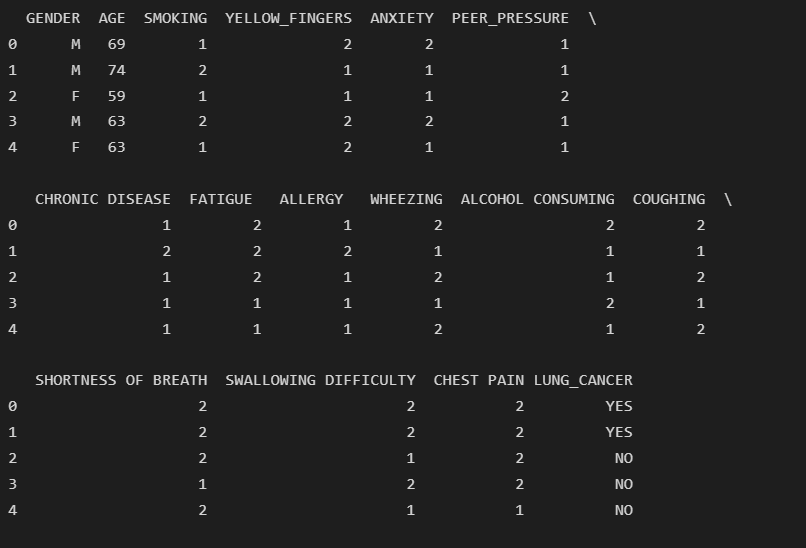 GENDER  AGE  SMOKING  YELLOW_FINGERS  ANXIETY  PEER_PRESSURE  \
0      M   69        1               2        2              1
1      M   74        2               1        1              1
2      F   59        1               1        1              2
3      M   63        2               2        2              1
4      F   63        1               2        1              1
   CHRONIC DISEASE  FATIGUE   ALLERGY   WHEEZING  ALCOHOL CONSUMING  COUGHING  \
0                1         2         1         2                  2         2
1                2         2         2         1                  1         1
2                1         2         1         2                  1         2
3                1         1         1         1                  2         1
4                1         1         1         2                  1         2
   SHORTNESS OF BREATH  SWALLOWING DIFFICULTY  CHEST PAIN LUNG_CANCER
0                    2                      2           2         YES
1                    2                      2           2         YES
2                    2                      1           2          NO
3                    1                      2           2          NO
4                    2                      1           1          NO